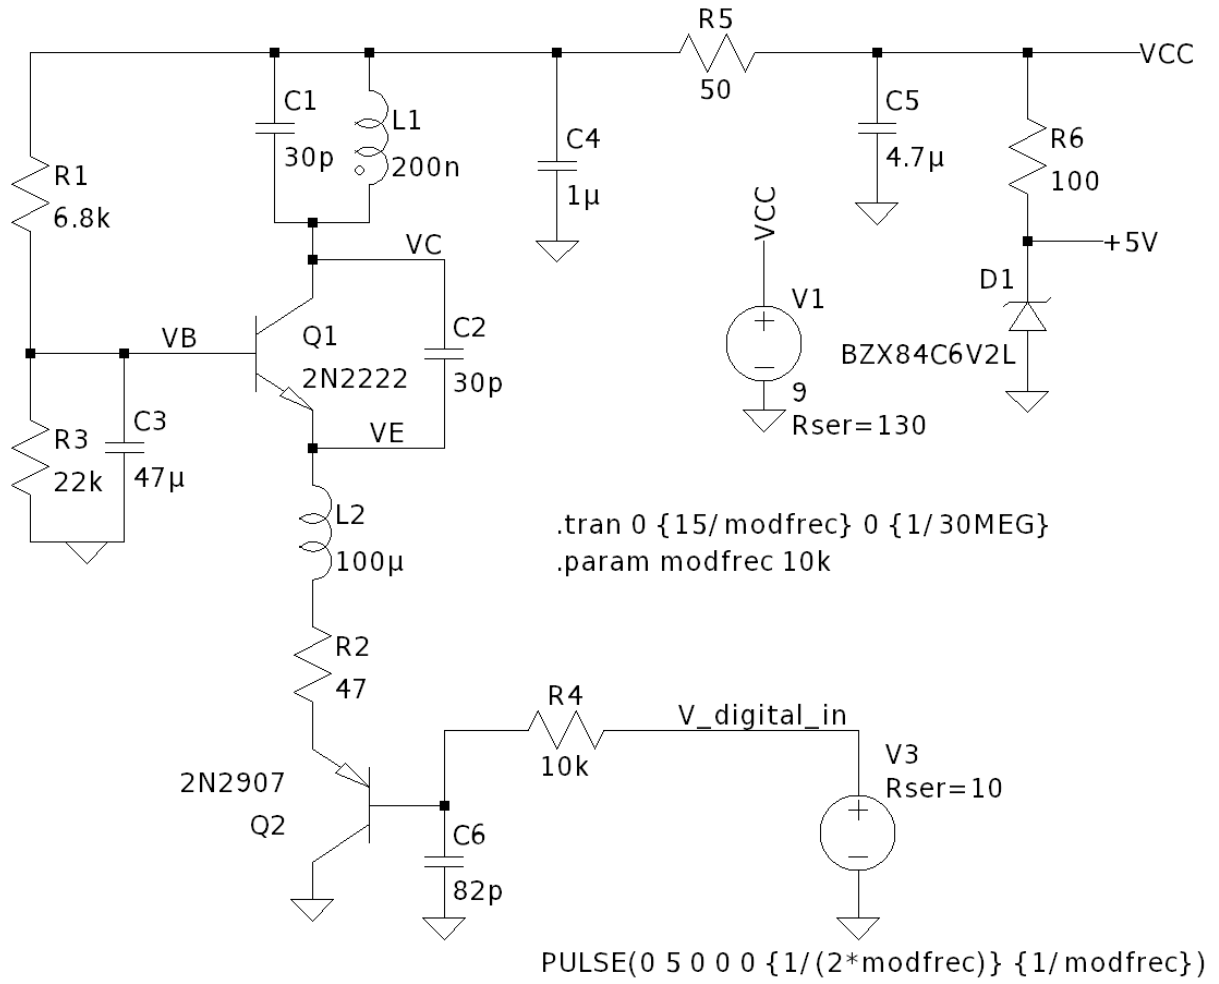 R5
50
VCC
C1
30p
L1
200n
C4
1µ
C5
4.7µ
R6
100
R1
6.8k
VCC
+5V
VC
D1
V1
BZX84C6V2L
9
Rser=130
VB
Q1
2N2222
C2
30p
R3
22k
C3
47µ
VE
L2
100µ
.tran 0 {15/modfrec} 0 {1/30MEG}
.param modfrec 10k
R2
47
R4
10k
V_digital_in
V3
Rser=10
2N2907
Q2
C6
82p
PULSE(0 5 0 0 0 {1/(2*modfrec)} {1/modfrec})